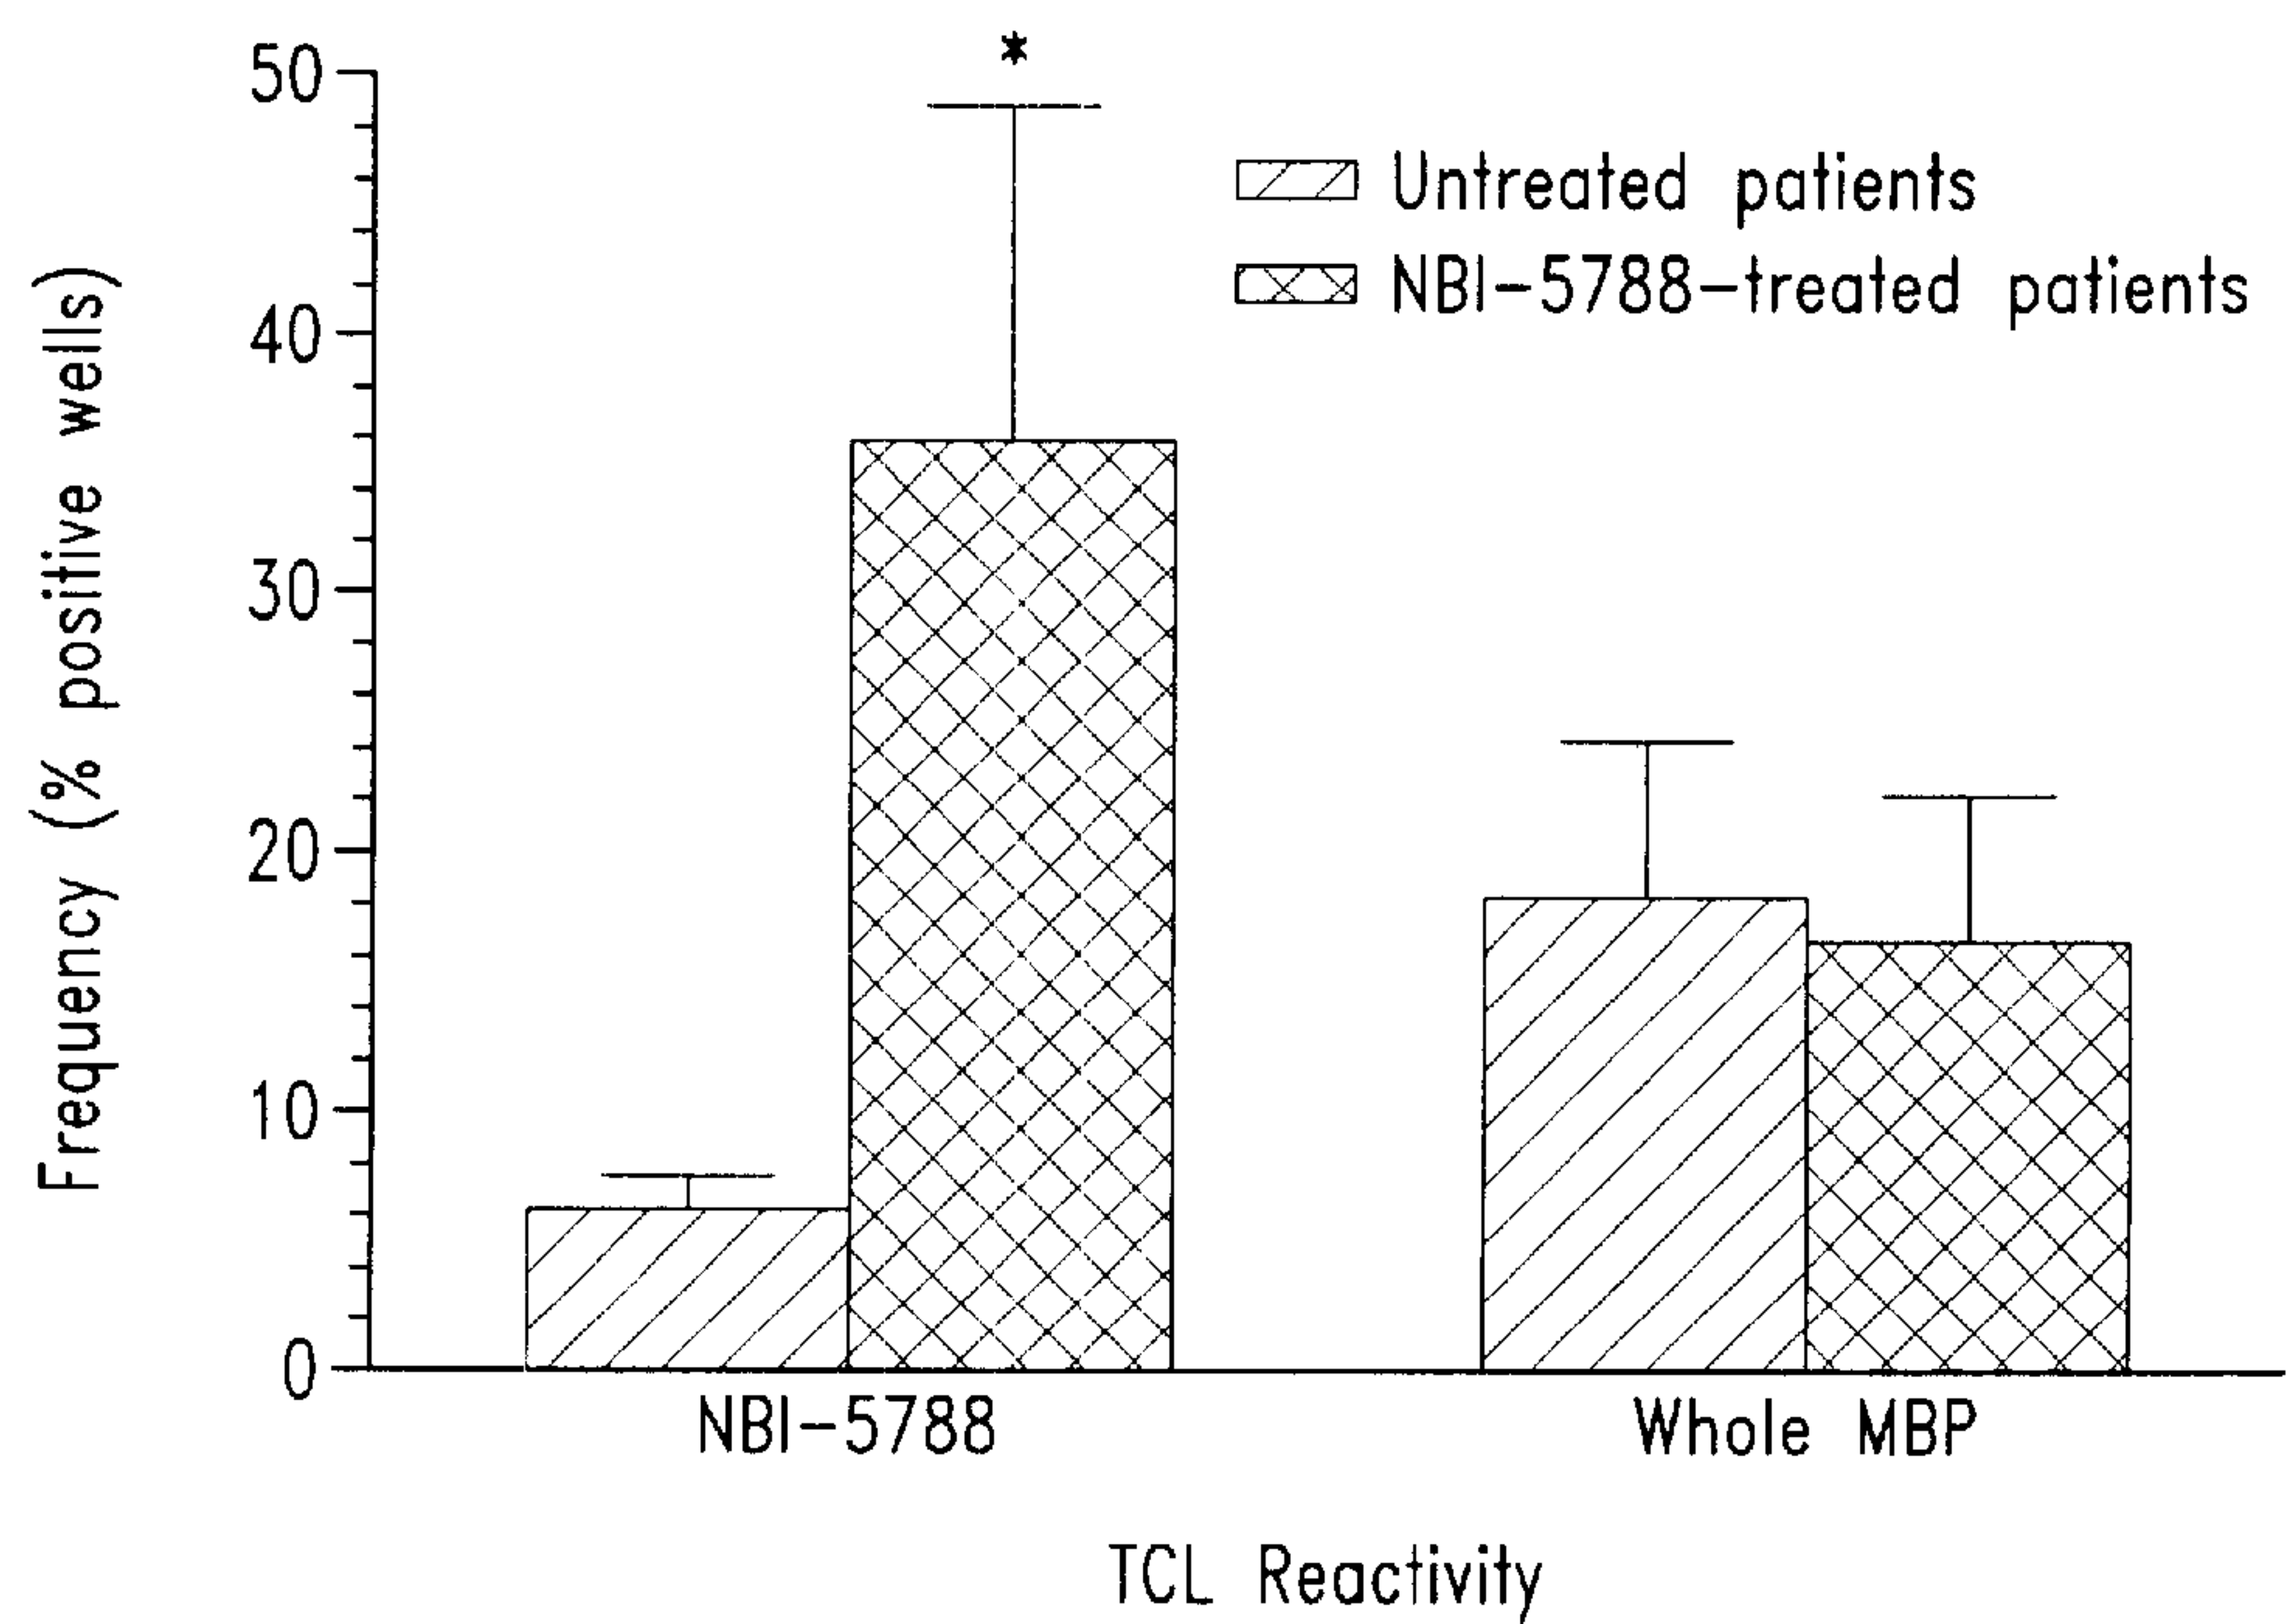 *
50
40
30
20
10
0
Frequency (% positive wells)
Untreated patients
NBI-5788-treated patients
NBI-5788
Whole MBP
TCL Reactivity